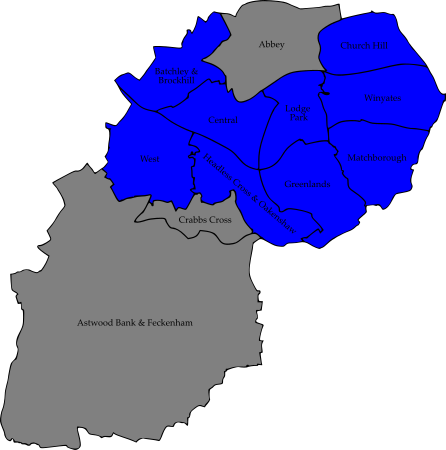 Abbey
Church Hill
Batchley &
Brockhill
Winyates
Lodge
Park
Central
West
Matchborough
Headless Cross & Oakenshaw
Greenlands
Crabbs Cross
Astwood Bank & Feckenham